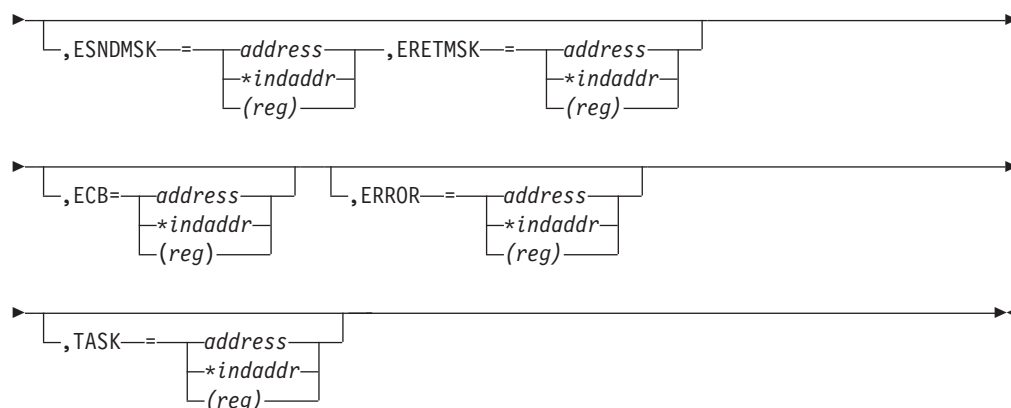 ,ESNDMSK = address ,ERETMSK = address
*indaddr *indaddr
(reg) (reg)
,ECB= address ,ERROR = address
*indaddr *indaddr
(reg) (reg)
,TASK = address
*indaddr
(reg)